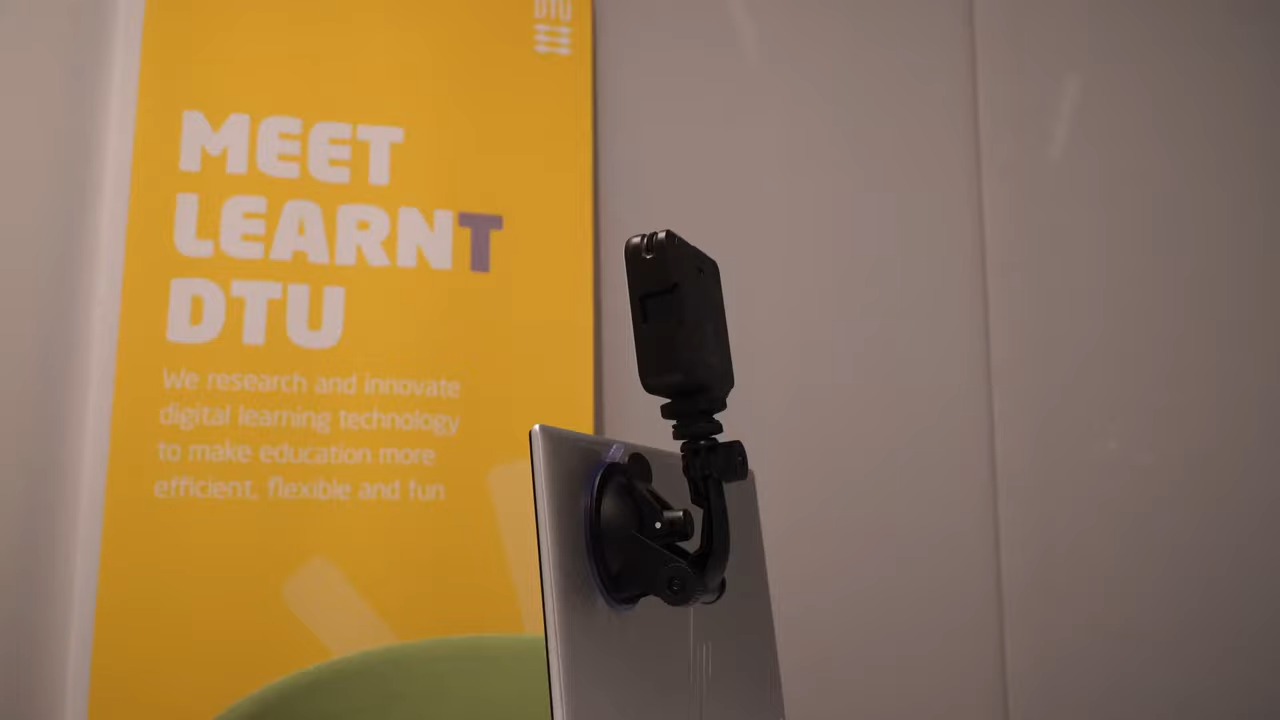 DTU
MEET
LEARNT
DTU
We research and innovate
digital learning technology
to make education more
efficient, flexible and fun